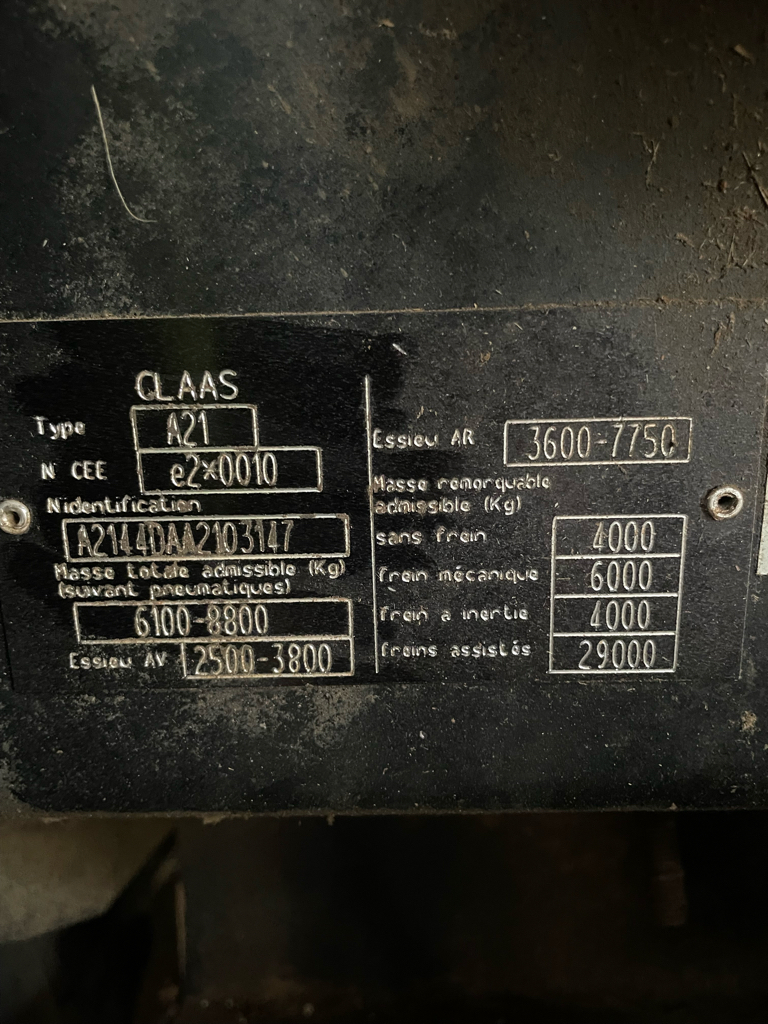 CLAAS
Type A21
N CEE e2*0010
N identification
A2144DAA2103147
Masse totale admissible (Kg)
(suivant pneumatiques)
6100-8800
Essieu AV 2500-3800
Essieu AR 3600-7750
Masse remorquable
admissible (Kg)
sans frein 4000
frein mécanique 6000
frein a inertie 4000
freins assistés 29000